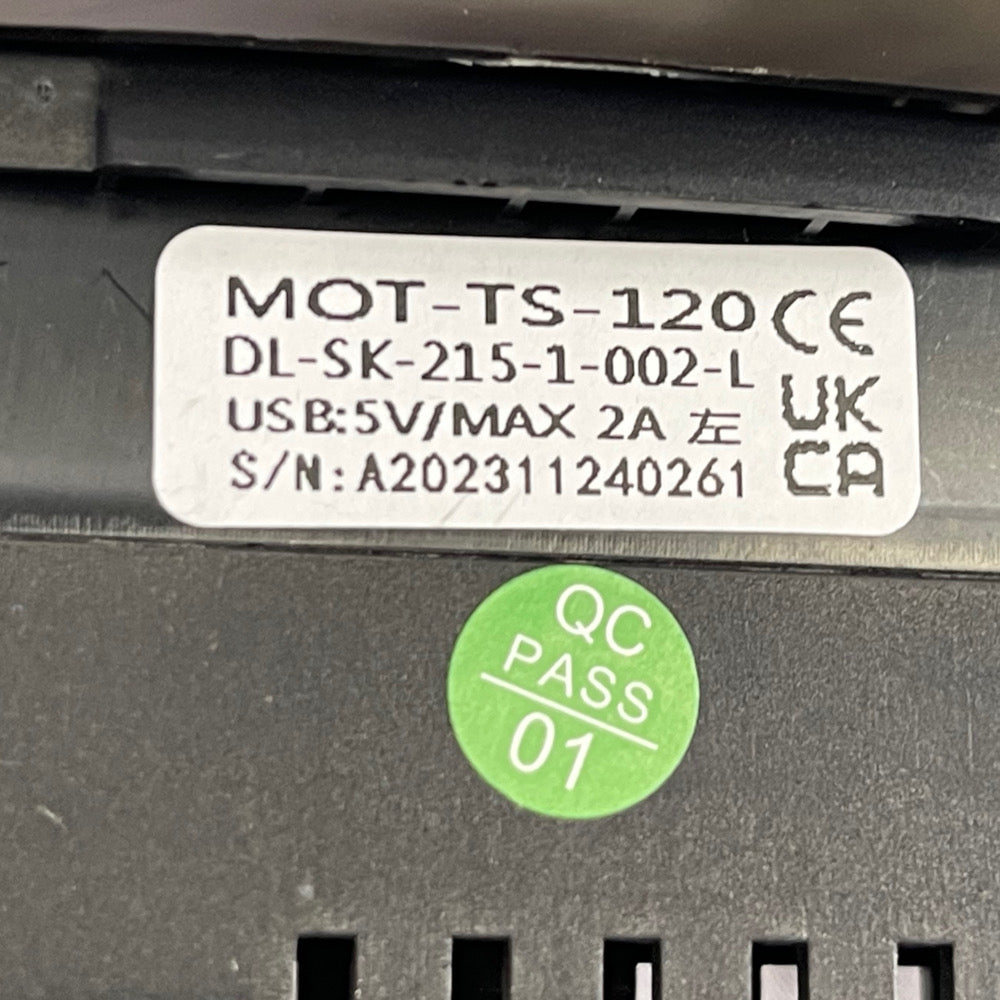 MOT-TS-120 CE
DL-SK-215-1-002-L
USB:5V/MAX 2A 左
UK
CA
S/N:A202311240261
QC
PASS
01